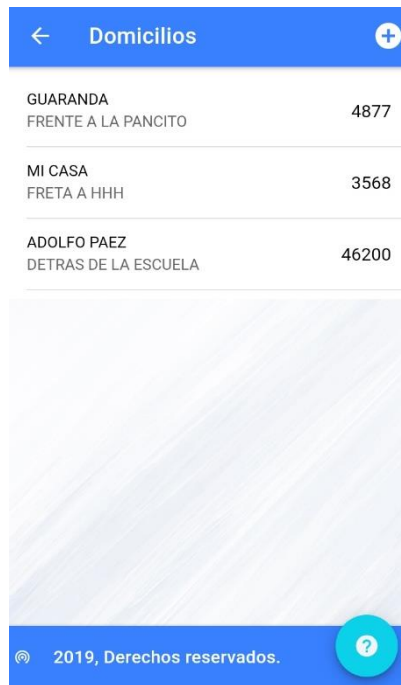 Domicilios
GUARANDA
FRENTE A LA PANCITO
4877
MI CASA
FRETA A HHH
3568
ADOLFO PAEZ
DETRAS DE LA ESCUELA
46200
2019, Derechos reservados.